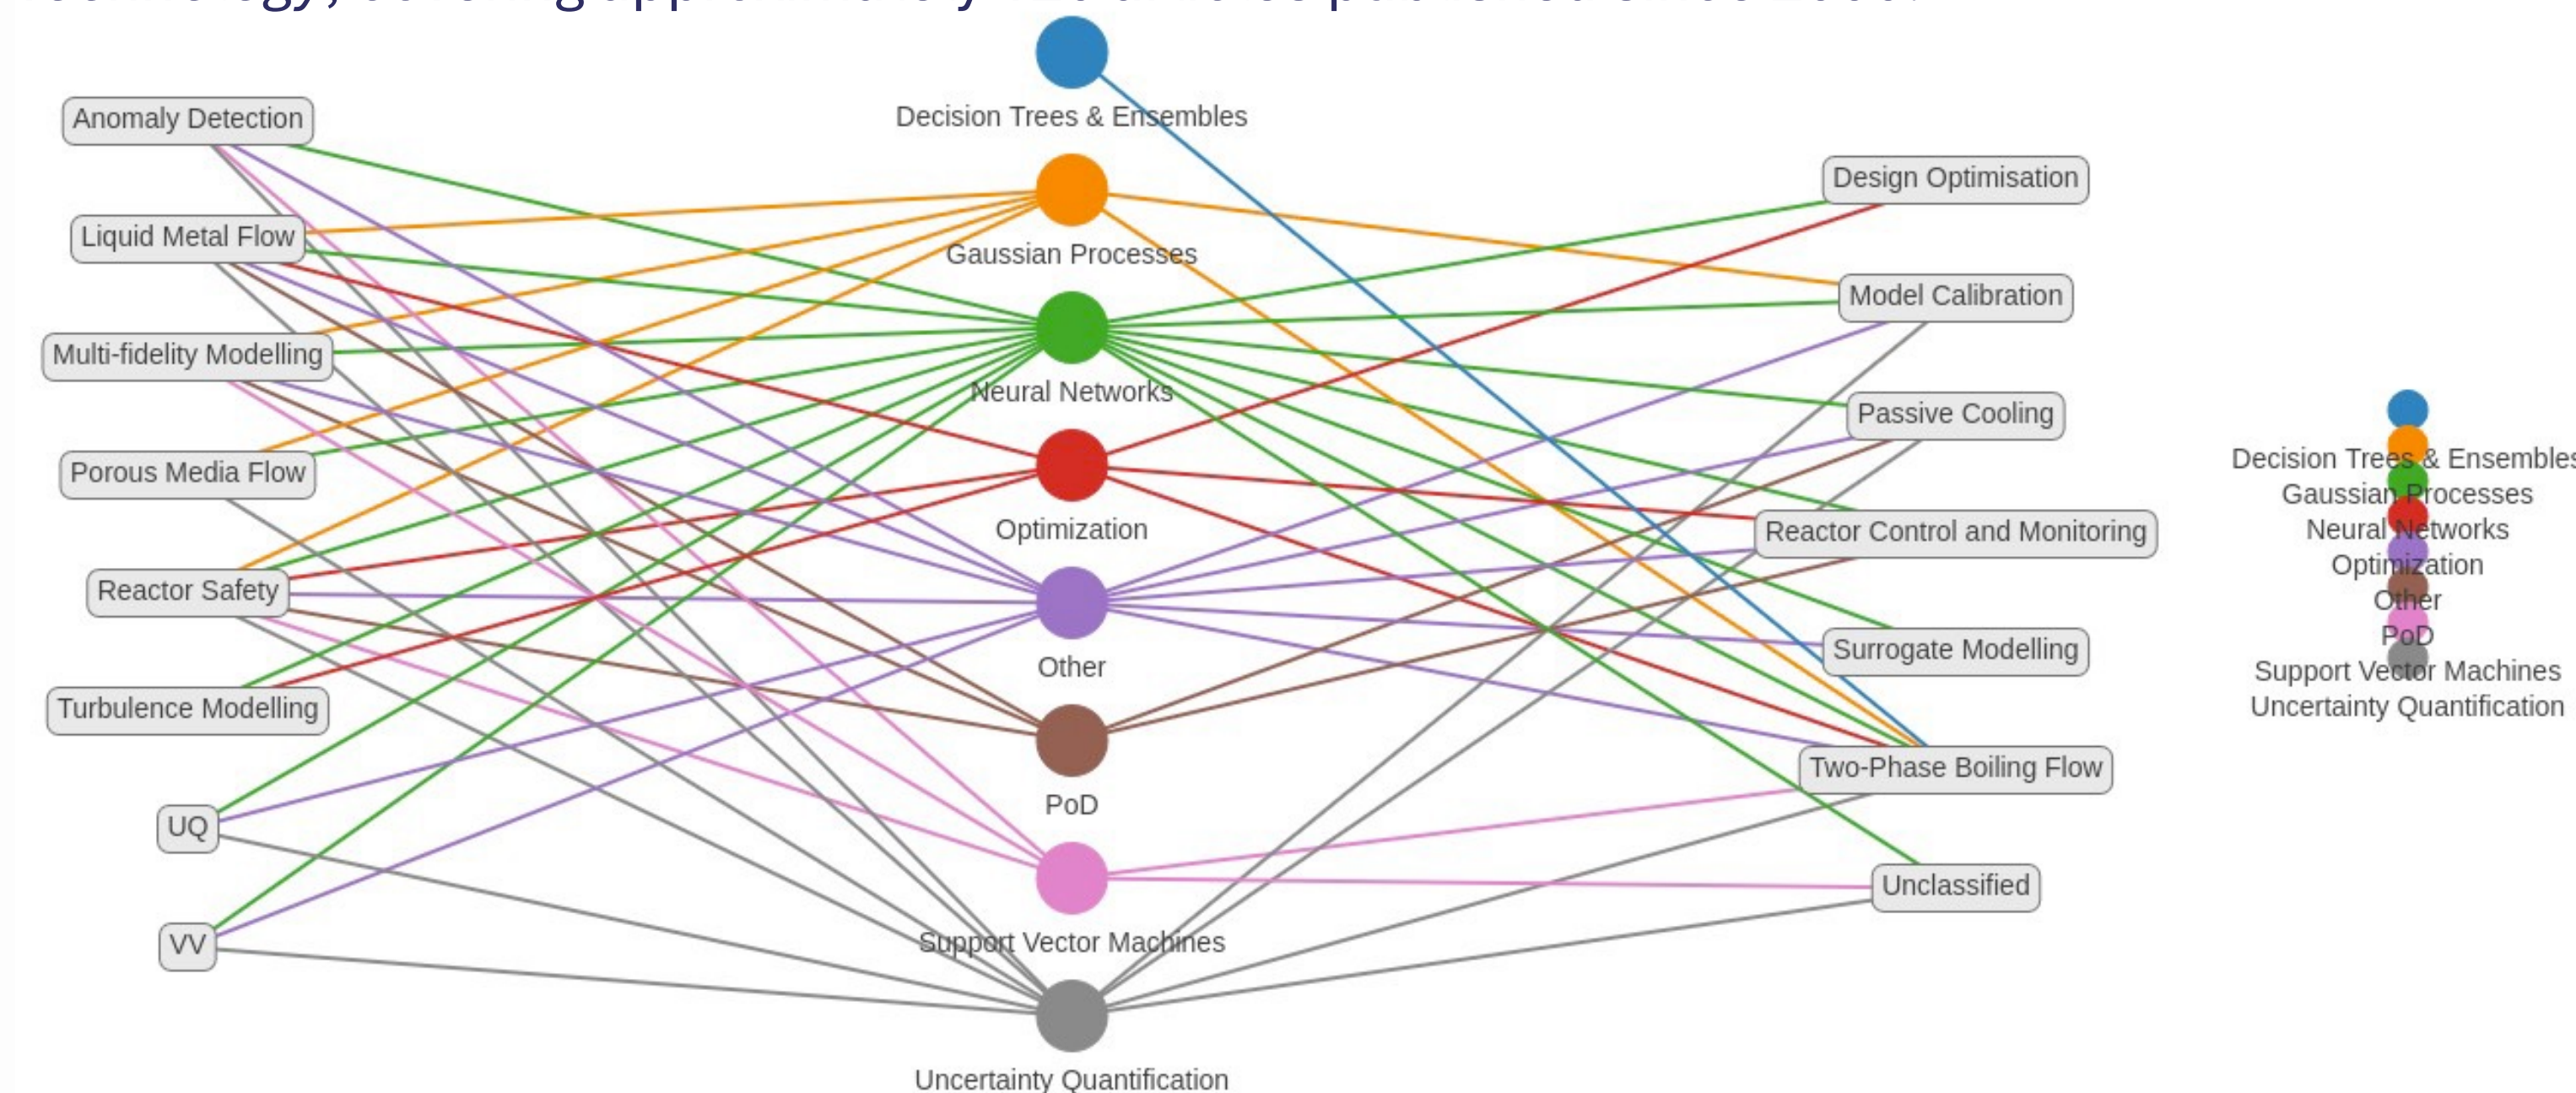 Anomaly Detection
Liquid Metal Flow
Multi-fidelity Modelling
Porous Media Flow
Reactor Safety
Turbulence Modelling
UQ
VV
Decision Trees & Ensembles
Gaussian Processes
Neural Networks
Optimization
Other
PoD
Support Vector Machines
Uncertainty Quantification
Design Optimisation
Model Calibration
Passive Cooling
Reactor Control and Monitoring
Surrogate Modelling
Two-Phase Boiling Flow
Unclassified
Decision Trees & Ensembles
Gaussian Processes
Neural Networks
Optimization
Other
PoD
Support Vector Machines
Uncertainty Quantification